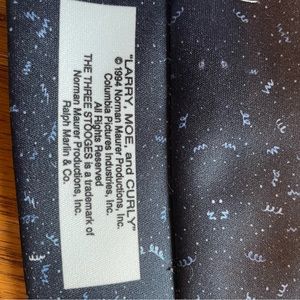 "LARRY, MOE, and CURLY"
© 1994 Norman Maurer Productions, Inc.
Columbia Pictures Industries, Inc.
All Rights Reserved
THE THREE STOOGES is a trademark of
Norman Maurer Productions, Inc.
Ralph Marlin & Co.